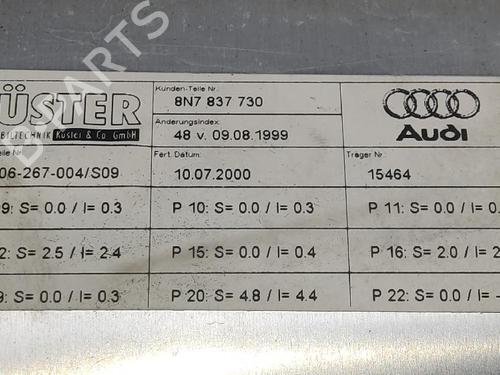 PARTS
ÜSTER
BILTECHNIK Küster & Co. GmbH
Kunden-Teile Nr.:
8N7 837 730
Änderungsindex:
48 v. 09.08.1999
Audi
06-267-004/S09
Fert. Datum:
10.07.2000
Träger Nr.:
15464
9: S= 0.0 / I= 0.3
P 10: S= 0.0 / I= 0.3
P 11: S= 0.0 / I= 0.
2: S= 2.5 / I= 2.4
P 15: S= 0.0 / I= 0.4
P 16: S= 2.0 / I= 2
9: S= 0.0 / I= 0.3
P 20: S= 4.8 / I= 4.4
P 22: S= 0.0 / I= -